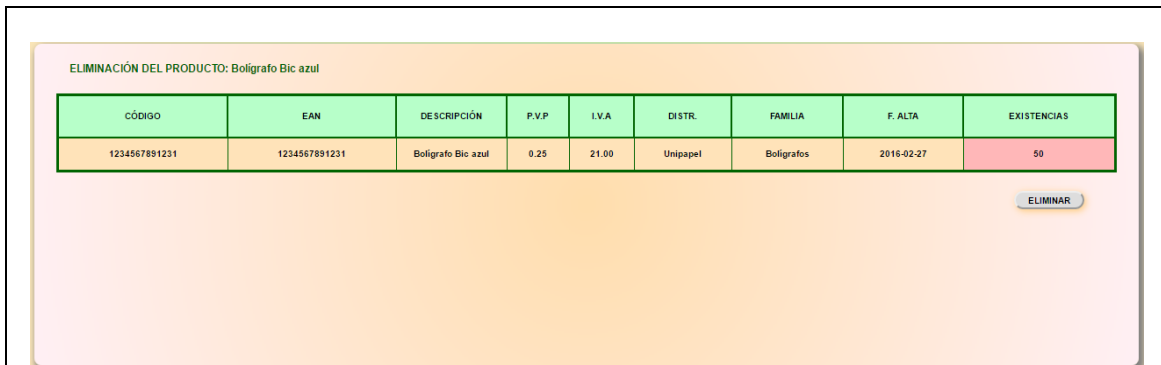 ELIMINACIÓN DEL PRODUCTO: Bolígrafo Bic azul
CÓDIGO EAN DESCRIPCIÓN P.V.P I.V.A DISTR. FAMILIA F. ALTA EXISTENCIAS
1234567891231 1234567891231 Bolígrafo Bic azul 0.25 21.00 Unipapel Bolígrafos 2016-02-27 50
ELIMINAR